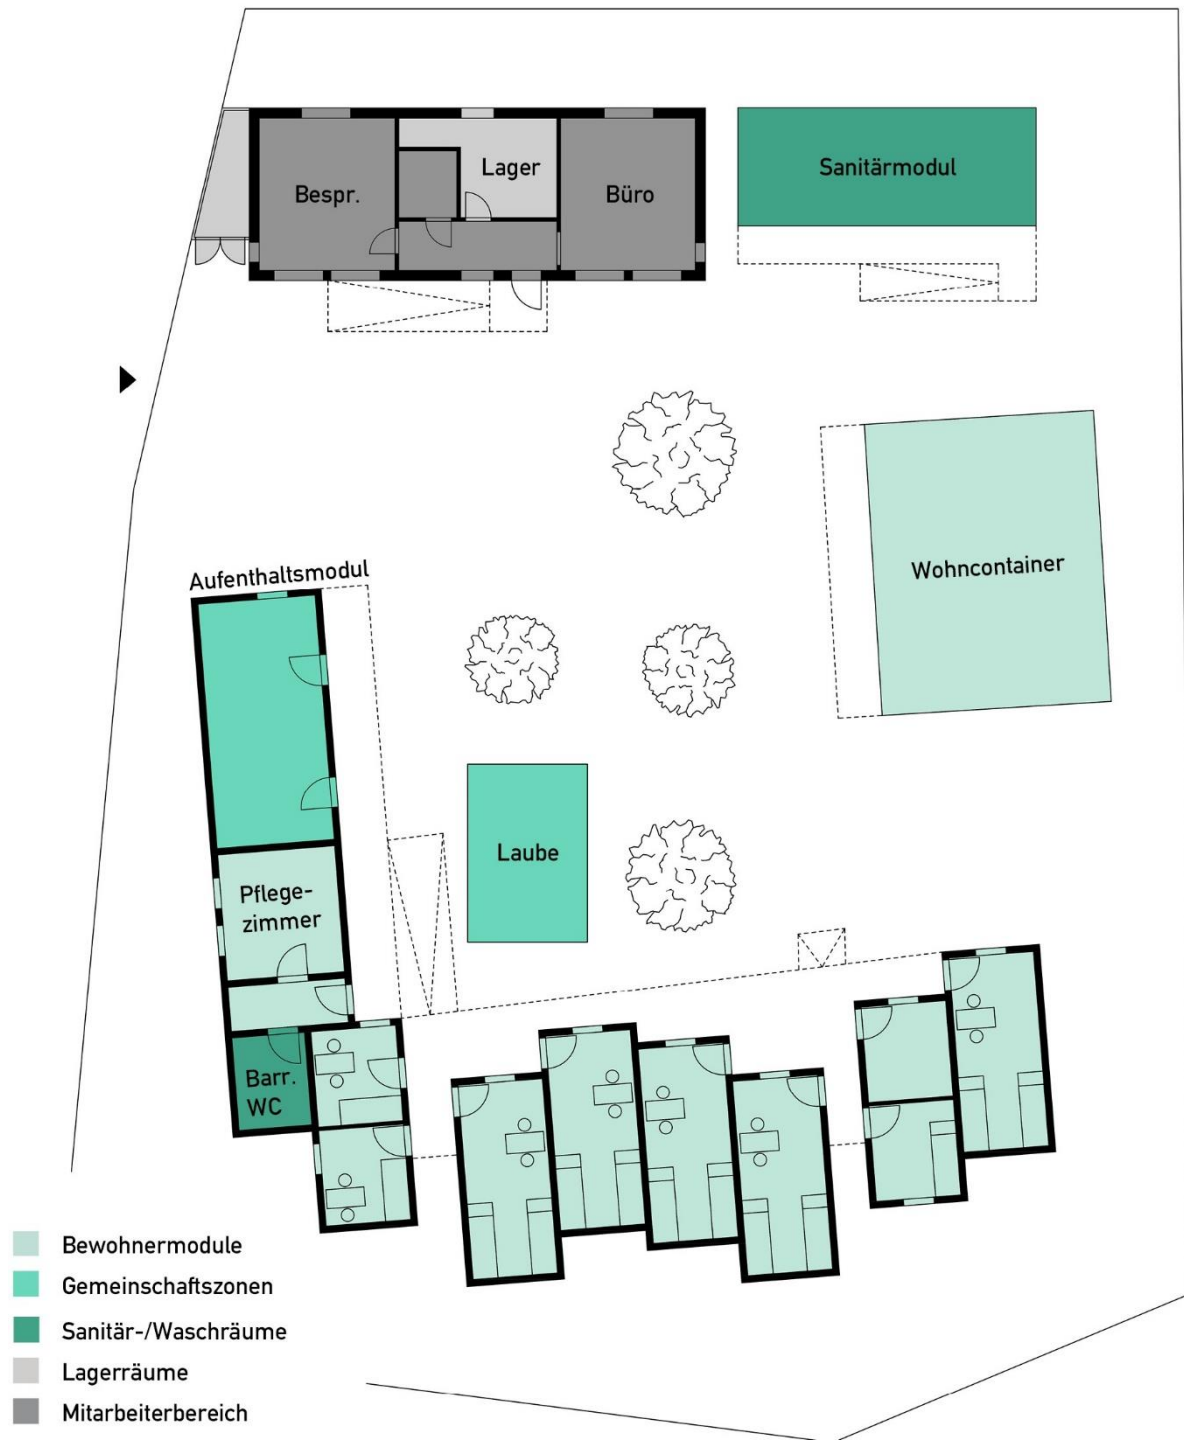 Bespr.
Lager
Büro
Sanitärmodul
Wohncontainer
Aufenthaltsmodul
Laube
Pflege-
zimmer
Barr.
WC
Bewohnermodule
Gemeinschaftszonen
Sanitär-/Waschräume
Lagerräume
Mitarbeiterbereich